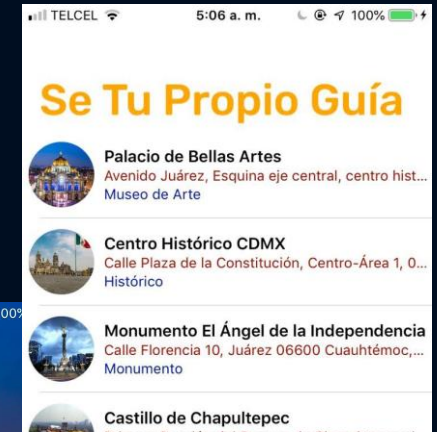 TELCEL 5:06 a. m. 100%
Se Tu Propio Guía
Palacio de Bellas Artes
Avenido Juárez, Esquina eje central, centro hist...
Museo de Arte
Centro Histórico CDMX
Calle Plaza de la Constitución, Centro-Área 1, 0...
Histórico
Monumento El Ángel de la Independencia
Calle Florencia 10, Juárez 06600 Cuauhtémoc,...
Monumento
Castillo de Chapultepec